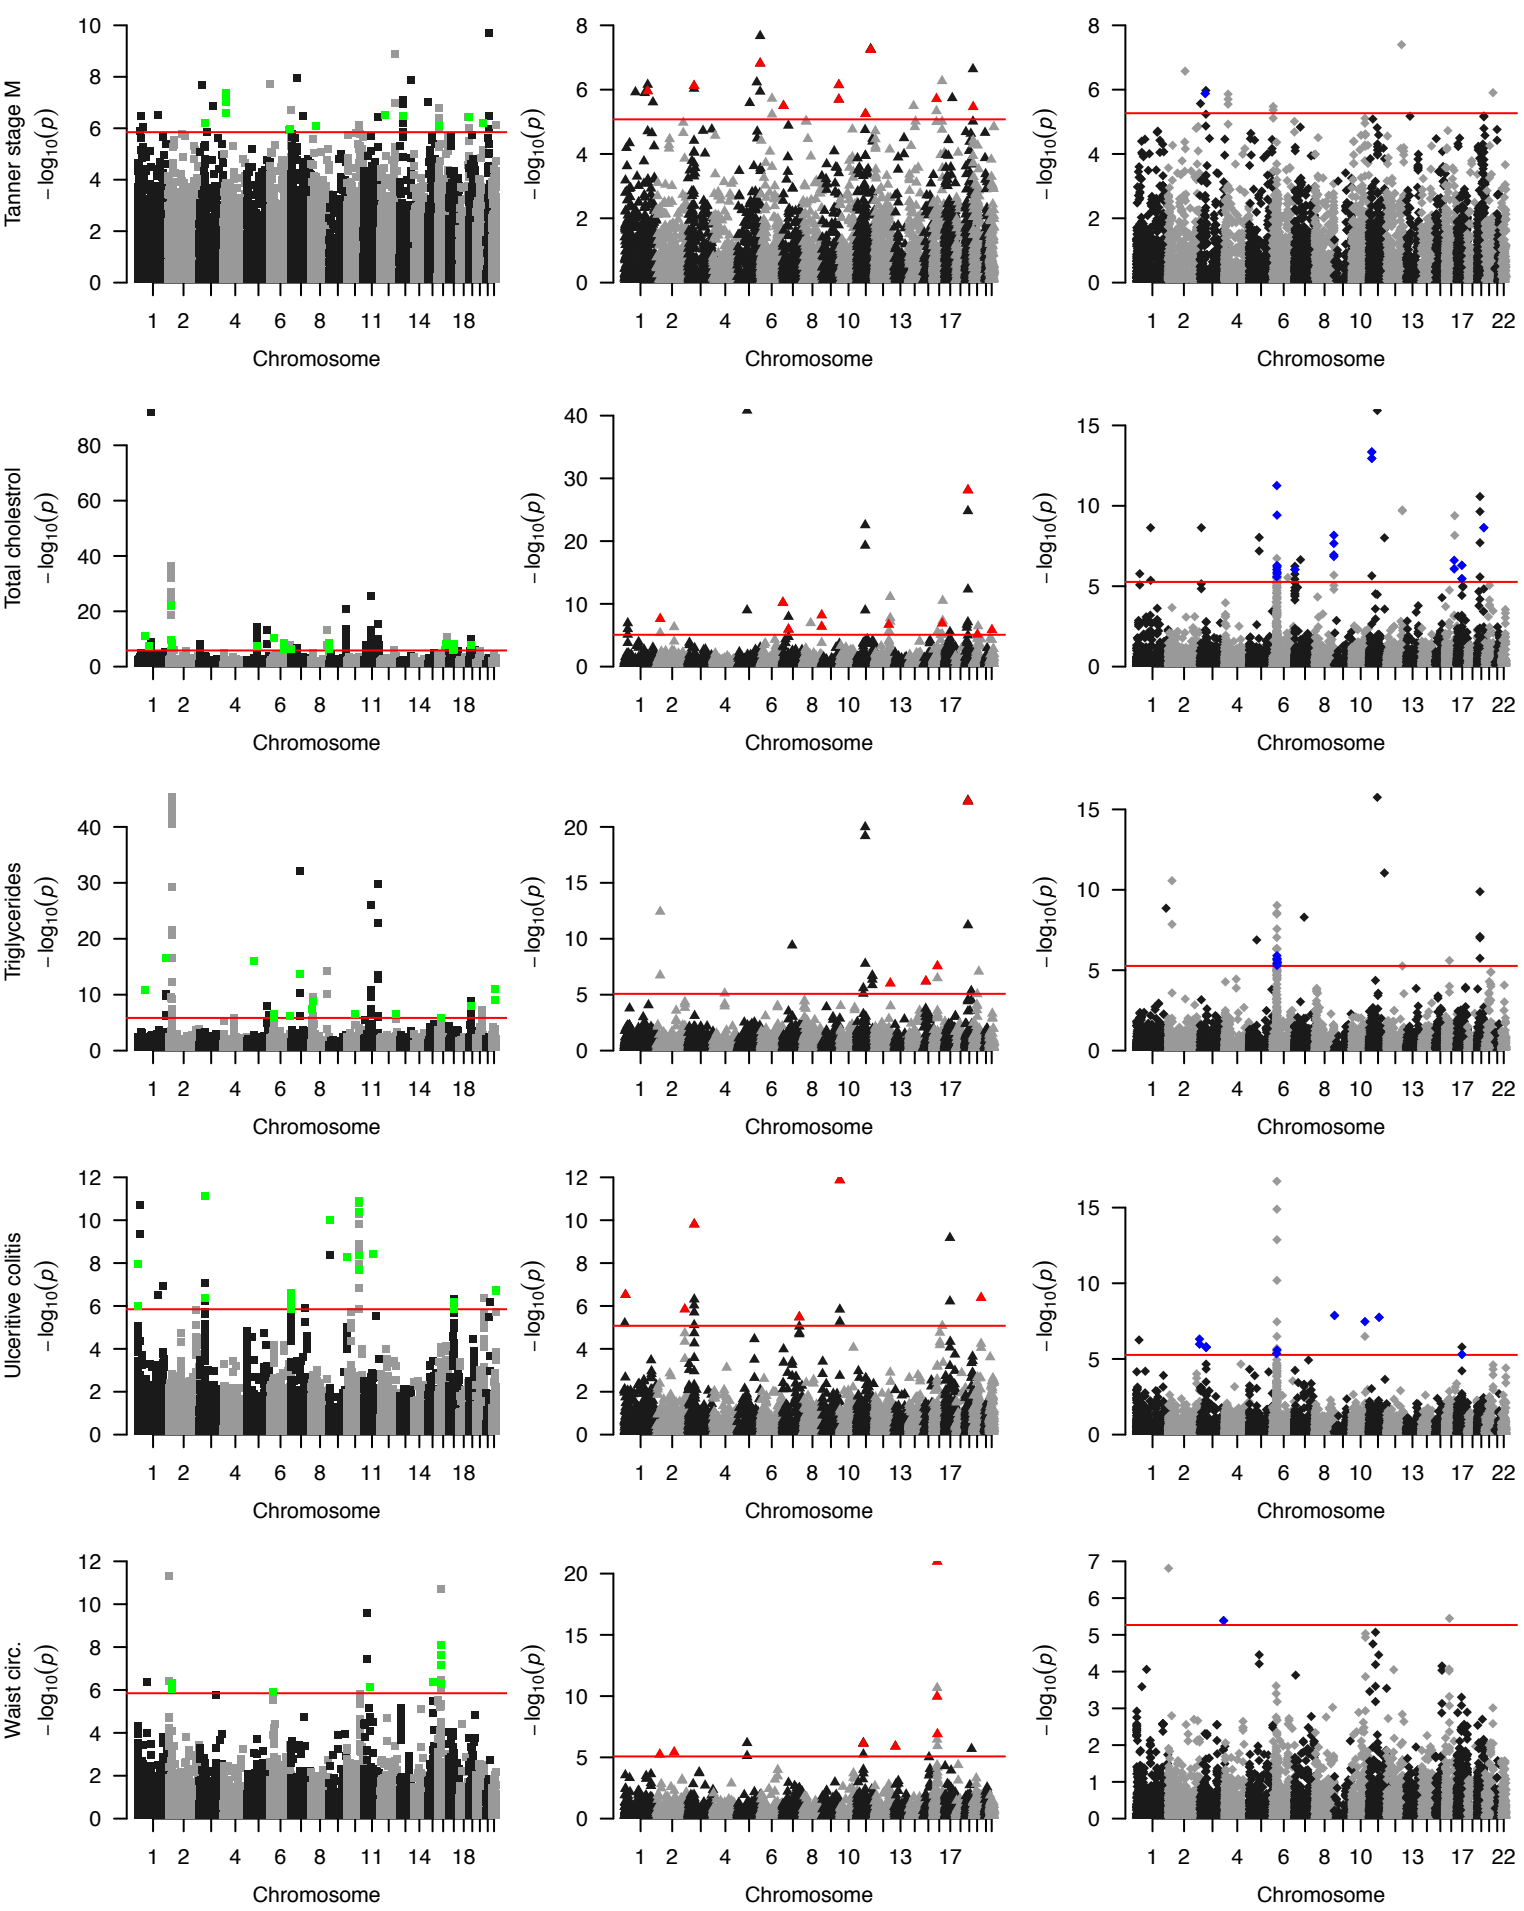 Tanner stage M
−log10(p)
10
8
6
4
2
0
1 2 4 6 8 11 14 18
Chromosome
−log10(p)
8
6
4
2
0
1 2 4 6 8 10 13 17
Chromosome
−log10(p)
8
6
4
2
0
1 2 4 6 8 10 13 17 22
Chromosome
Total cholestrol
−log10(p)
80
60
40
20
0
1 2 4 6 8 11 14 18
Chromosome
−log10(p)
40
30
20
10
0
1 2 4 6 8 10 13 17
Chromosome
−log10(p)
15
10
5
0
1 2 4 6 8 10 13 17 22
Chromosome
Triglycerides
−log10(p)
40
30
20
10
0
1 2 4 6 8 11 14 18
Chromosome
−log10(p)
20
15
10
5
0
1 2 4 6 8 10 13 17
Chromosome
−log10(p)
15
10
5
0
1 2 4 6 8 10 13 17 22
Chromosome
Ulceritive colitis
−log10(p)
12
10
8
6
4
2
0
1 2 4 6 8 11 14 18
Chromosome
−log10(p)
12
10
8
6
4
2
0
1 2 4 6 8 10 13 17
Chromosome
−log10(p)
15
10
5
0
1 2 4 6 8 10 13 17 22
Chromosome
Waist circ.
−log10(p)
12
10
8
6
4
2
0
1 2 4 6 8 11 14 18
Chromosome
−log10(p)
20
15
10
5
0
1 2 4 6 8 10 13 17
Chromosome
−log10(p)
7
6
5
4
3
2
1
0
1 2 4 6 8 10 13 17 22
Chromosome